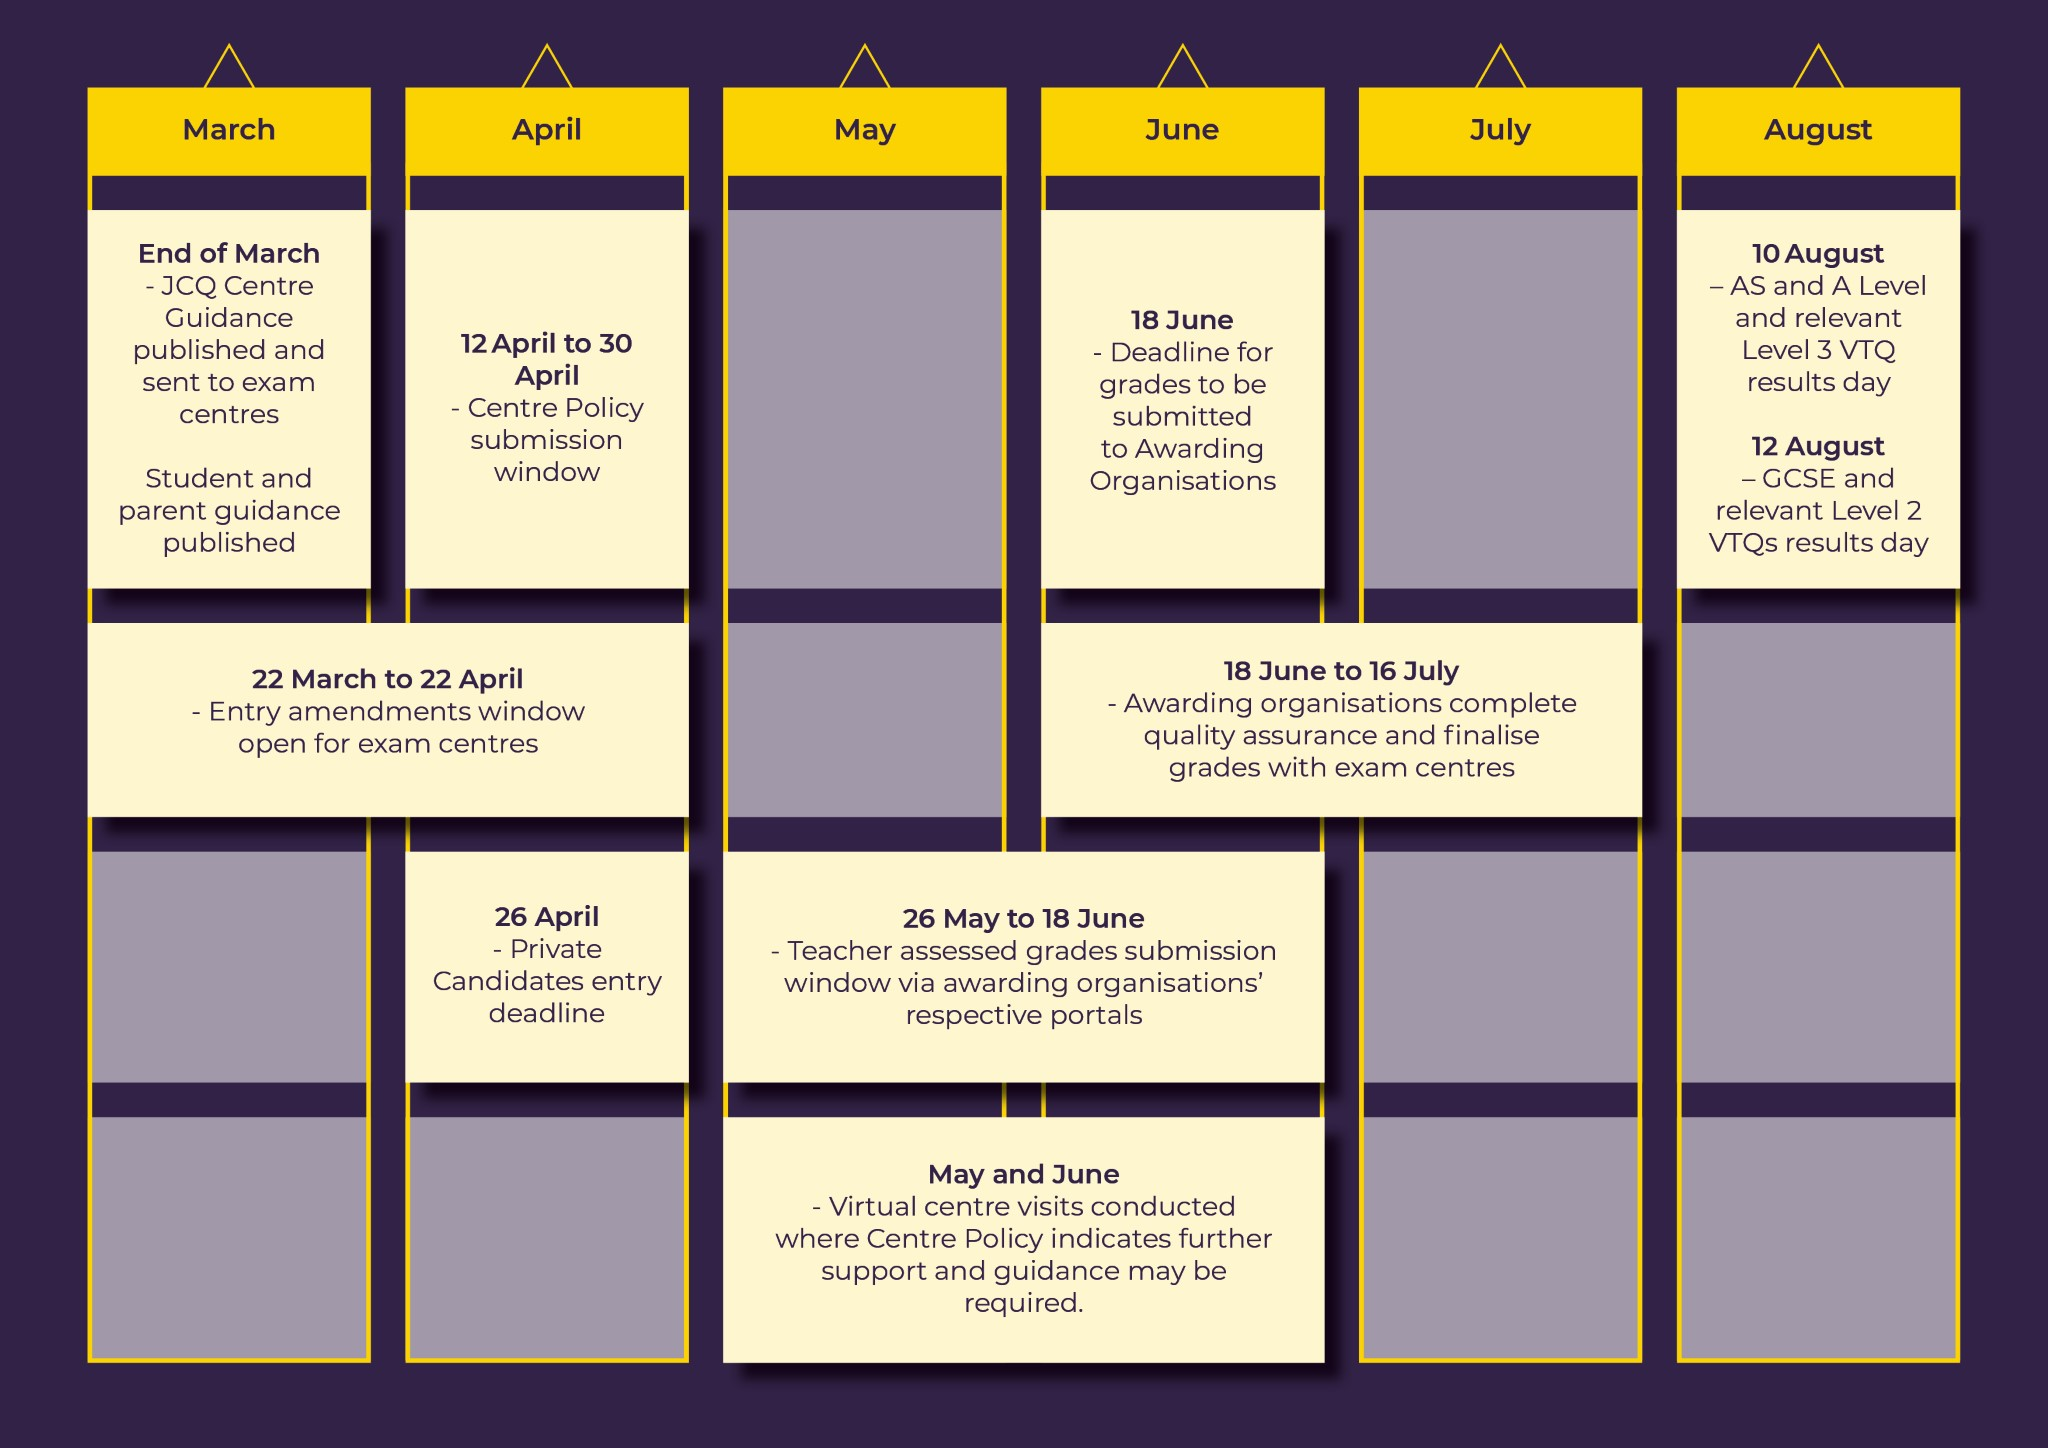 March
April
May
June
July
August
End of March
- JCQ Centre
Guidance
published and
sent to exam
centres
Student and
parent guidance
published
12 April to 30
April
- Centre Policy
submission
window
18 June
- Deadline for
grades to be
submitted
to Awarding
Organisations
10 August
– AS and A Level
and relevant
Level 3 VTQ
results day
12 August
– GCSE and
relevant Level 2
VTQs results day
22 March to 22 April
- Entry amendments window
open for exam centres
18 June to 16 July
- Awarding organisations complete
quality assurance and finalise
grades with exam centres
26 April
- Private
Candidates entry
deadline
26 May to 18 June
- Teacher assessed grades submission
window via awarding organisations’
respective portals
May and June
- Virtual centre visits conducted
where Centre Policy indicates further
support and guidance may be
required.